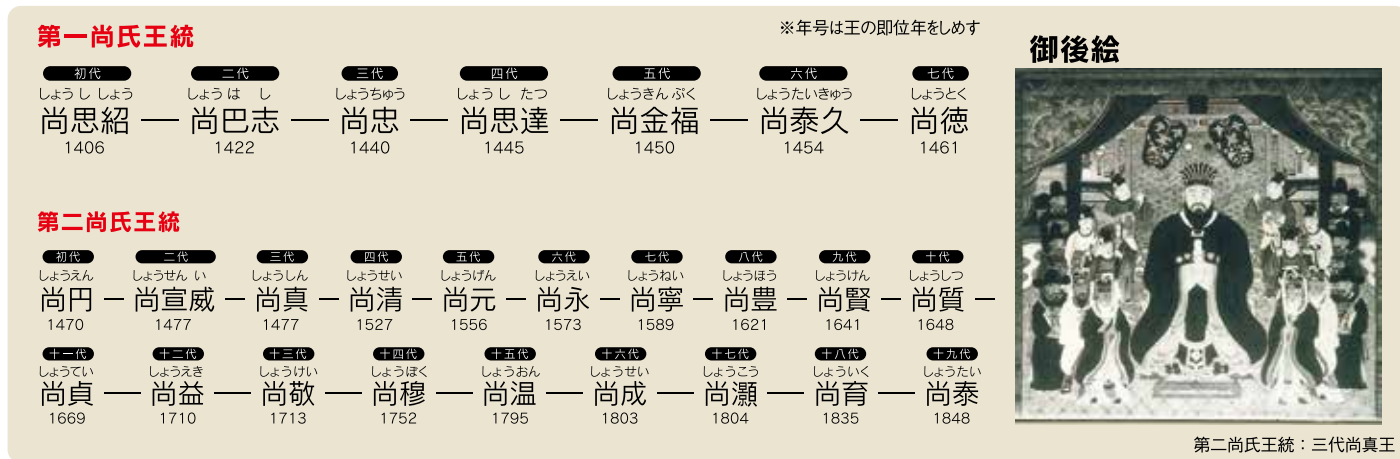 第一尚氏王統
※年号は王の即位年をしめす
初代 二代 三代 四代 五代 六代 七代
しょうししょう しょうはし しょうちゅう しょうしたつ しょうきんぷく しょうたいきゅう しょうとく
尚思紹 — 尚巴志 — 尚忠 — 尚思達 — 尚金福 — 尚泰久 — 尚徳
1406 1422 1440 1445 1450 1454 1461
第二尚氏王統
初代 二代 三代 四代 五代 六代 七代 八代 九代 十代
しょうえん しょうせんい しょうしん しょうせい しょうげん しょうえい しょうねい しょうほう しょうけん しょうしつ
尚円 — 尚宣威 — 尚真 — 尚清 — 尚元 — 尚永 — 尚寧 — 尚豊 — 尚賢 — 尚質 —
1470 1477 1477 1527 1556 1573 1589 1621 1641 1648
十一代 十二代 十三代 十四代 十五代 十六代 十七代 十八代 十九代
しょうてい しょうえき しょうけい しょうぼく しょうおん しょうせい しょうこう しょういく しょうたい
尚貞 — 尚益 — 尚敬 — 尚穆 — 尚温 — 尚成 — 尚灝 — 尚育 — 尚泰
1669 1710 1713 1752 1795 1803 1804 1835 1848
御後絵
第二尚氏王統：三代尚真王